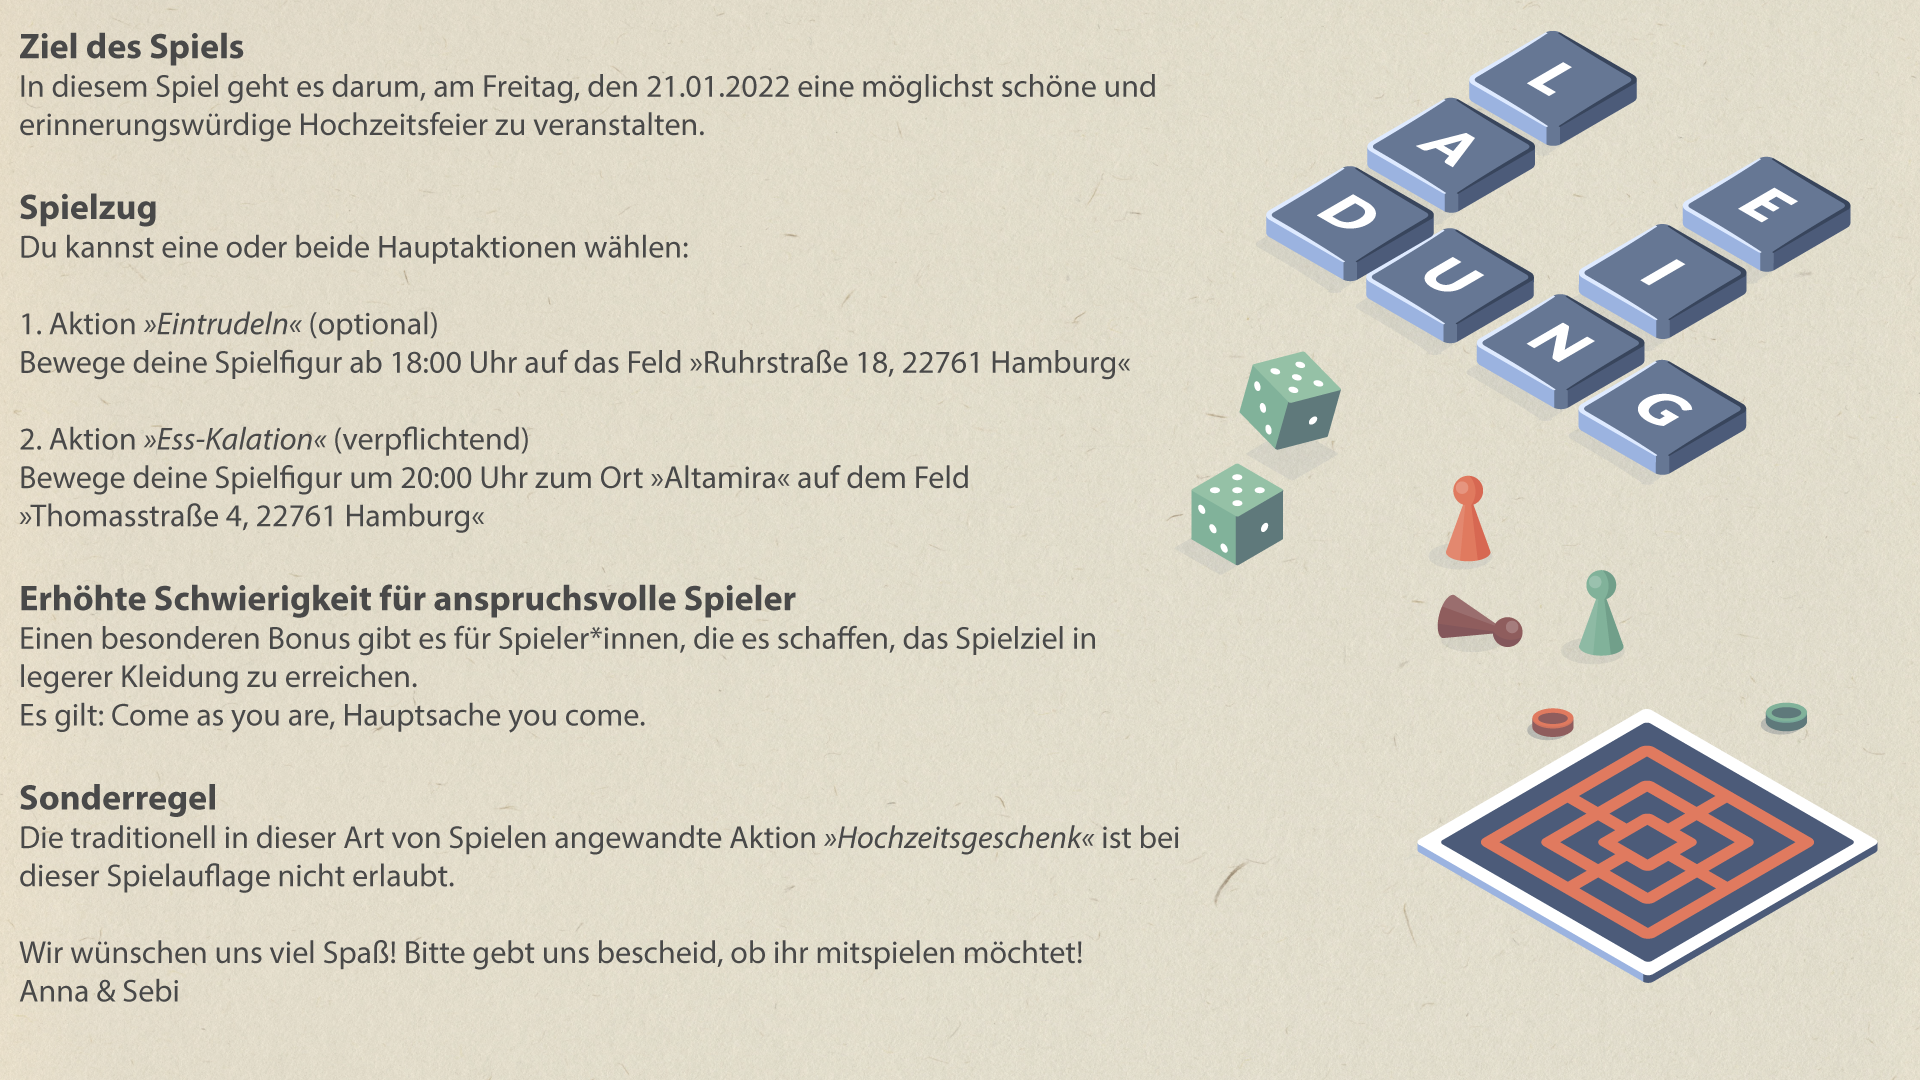 Ziel des Spiels
In diesem Spiel geht es darum, am Freitag, den 21.01.2022 eine möglichst schöne und
erinnerungswürdige Hochzeitsfeier zu veranstalten.
Spielzug
Du kannst eine oder beide Hauptaktionen wählen:
1. Aktion »Eintrudeln« (optional)
Bewege deine Spielfigur ab 18:00 Uhr auf das Feld »Ruhrstraße 18, 22761 Hamburg«
2. Aktion »Ess-Kalation« (verpflichtend)
Bewege deine Spielfigur um 20:00 Uhr zum Ort »Altamira« auf dem Feld
»Thomasstraße 4, 22761 Hamburg«
Erhöhte Schwierigkeit für anspruchsvolle Spieler
Einen besonderen Bonus gibt es für Spieler*innen, die es schaffen, das Spielziel in
legerer Kleidung zu erreichen.
Es gilt: Come as you are, Hauptsache you come.
Sonderregel
Die traditionell in dieser Art von Spielen angewandte Aktion »Hochzeitsgeschenk« ist bei
dieser Spielauflage nicht erlaubt.
Wir wünschen uns viel Spaß! Bitte gebt uns bescheid, ob ihr mitspielen möchtet!
Anna & Sebi
EINLADUNG